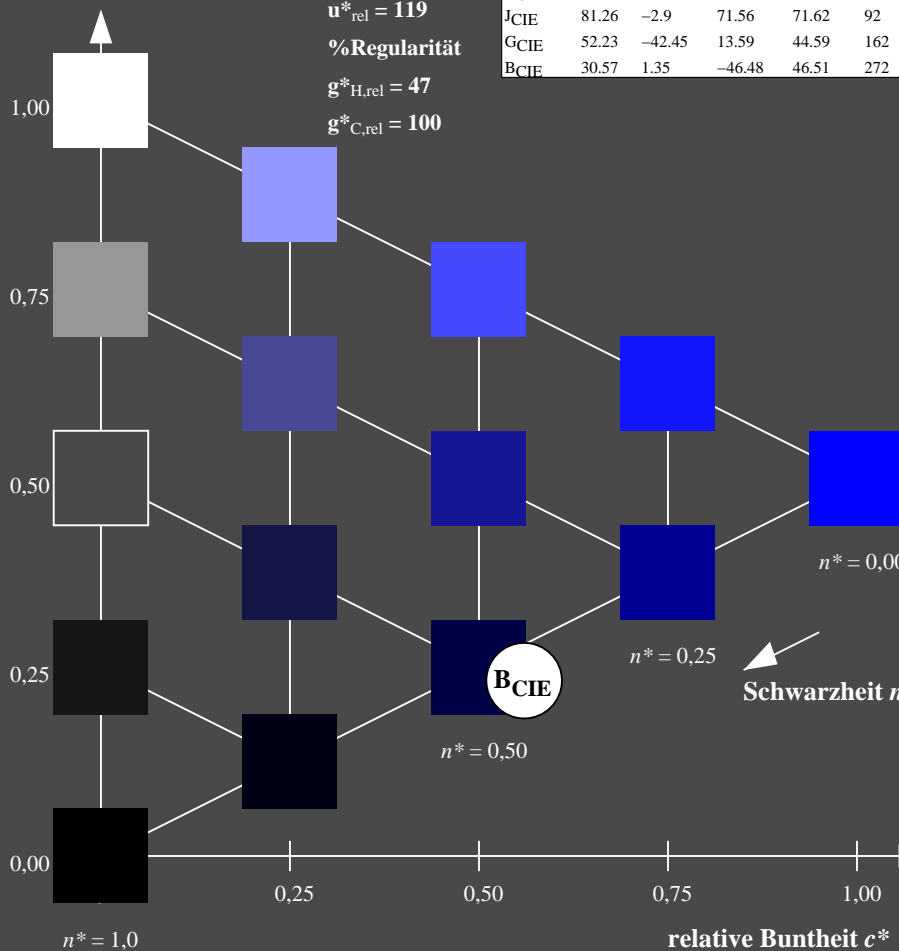 u*rel = 119
%Regularität
g*H,rel = 47
g*C,rel = 100
JCIE 81.26 −2.9 71.56 71.62 92
GCIE 52.23 −42.45 13.59 44.59 162
BCIE 30.57 1.35 −46.48 46.51 272
1,00
0,75
0,50
n* = 0,00
n* = 0,25
0,25
BCIE
Schwarzheit n
n* = 0,50
0,00
0,25 0,50 0,75 1,00
n* = 1,0
relative Buntheit c*